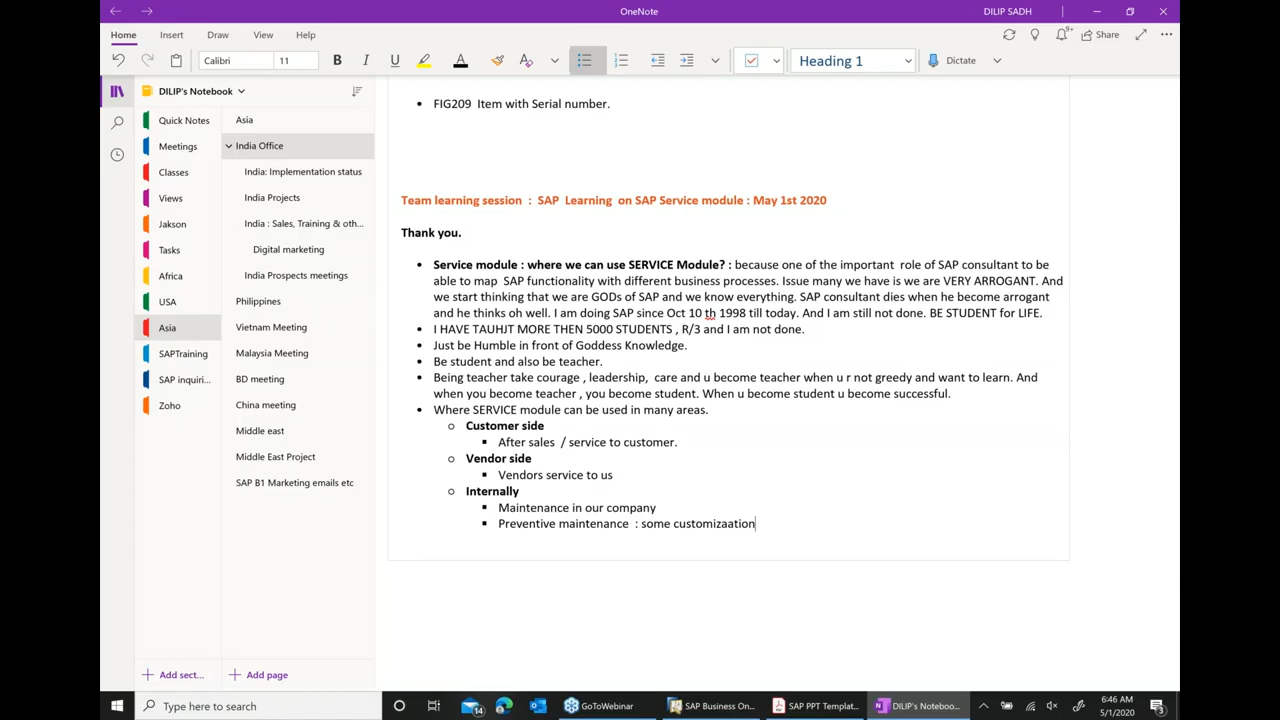 OneNote
DILIP SADH
Home Insert Draw View Help
9+ Share
Calibri 11 B I U A A Heading 1 Dictate
DILIP's Notebook
Quick Notes
Meetings
Classes
Views
Jakson
Tasks
Africa
USA
Asia
SAPTraining
SAP inquiri...
Zoho
Asia
India Office
India: Implementation status
India Projects
India : Sales, Training & oth...
Digital marketing
India Prospects meetings
Philippines
Vietnam Meeting
Malaysia Meeting
BD meeting
China meeting
Middle east
Middle East Project
SAP B1 Marketing emails etc
Add sect...
Add page
• FIG209 Item with Serial number.
Team learning session : SAP Learning on SAP Service module : May 1st 2020
Thank you.
• Service module : where we can use SERVICE Module? : because one of the important role of SAP consultant to be
able to map SAP functionality with different business processes. Issue many we have is we are VERY ARROGANT. And
we start thinking that we are GODs of SAP and we know everything. SAP consultant dies when he become arrogant
and he thinks oh well. I am doing SAP since Oct 10 th 1998 till today. And I am still not done. BE STUDENT for LIFE.
• I HAVE TAUHJT MORE THEN 5000 STUDENTS , R/3 and I am not done.
• Just be Humble in front of Goddess Knowledge.
• Be student and also be teacher.
• Being teacher take courage , leadership, care and u become teacher when u r not greedy and want to learn. And
when you become teacher , you become student. When u become student u become successful.
• Where SERVICE module can be used in many areas.
o Customer side
▪ After sales / service to customer.
o Vendor side
▪ Vendors service to us
o Internally
▪ Maintenance in our company
▪ Preventive maintenance : some customizaation
Type here to search
14
GoToWebinar
SAP Business On...
SAP PPT Templat...
DILIP's Notebo...
6:46 AM
5/1/2020
3